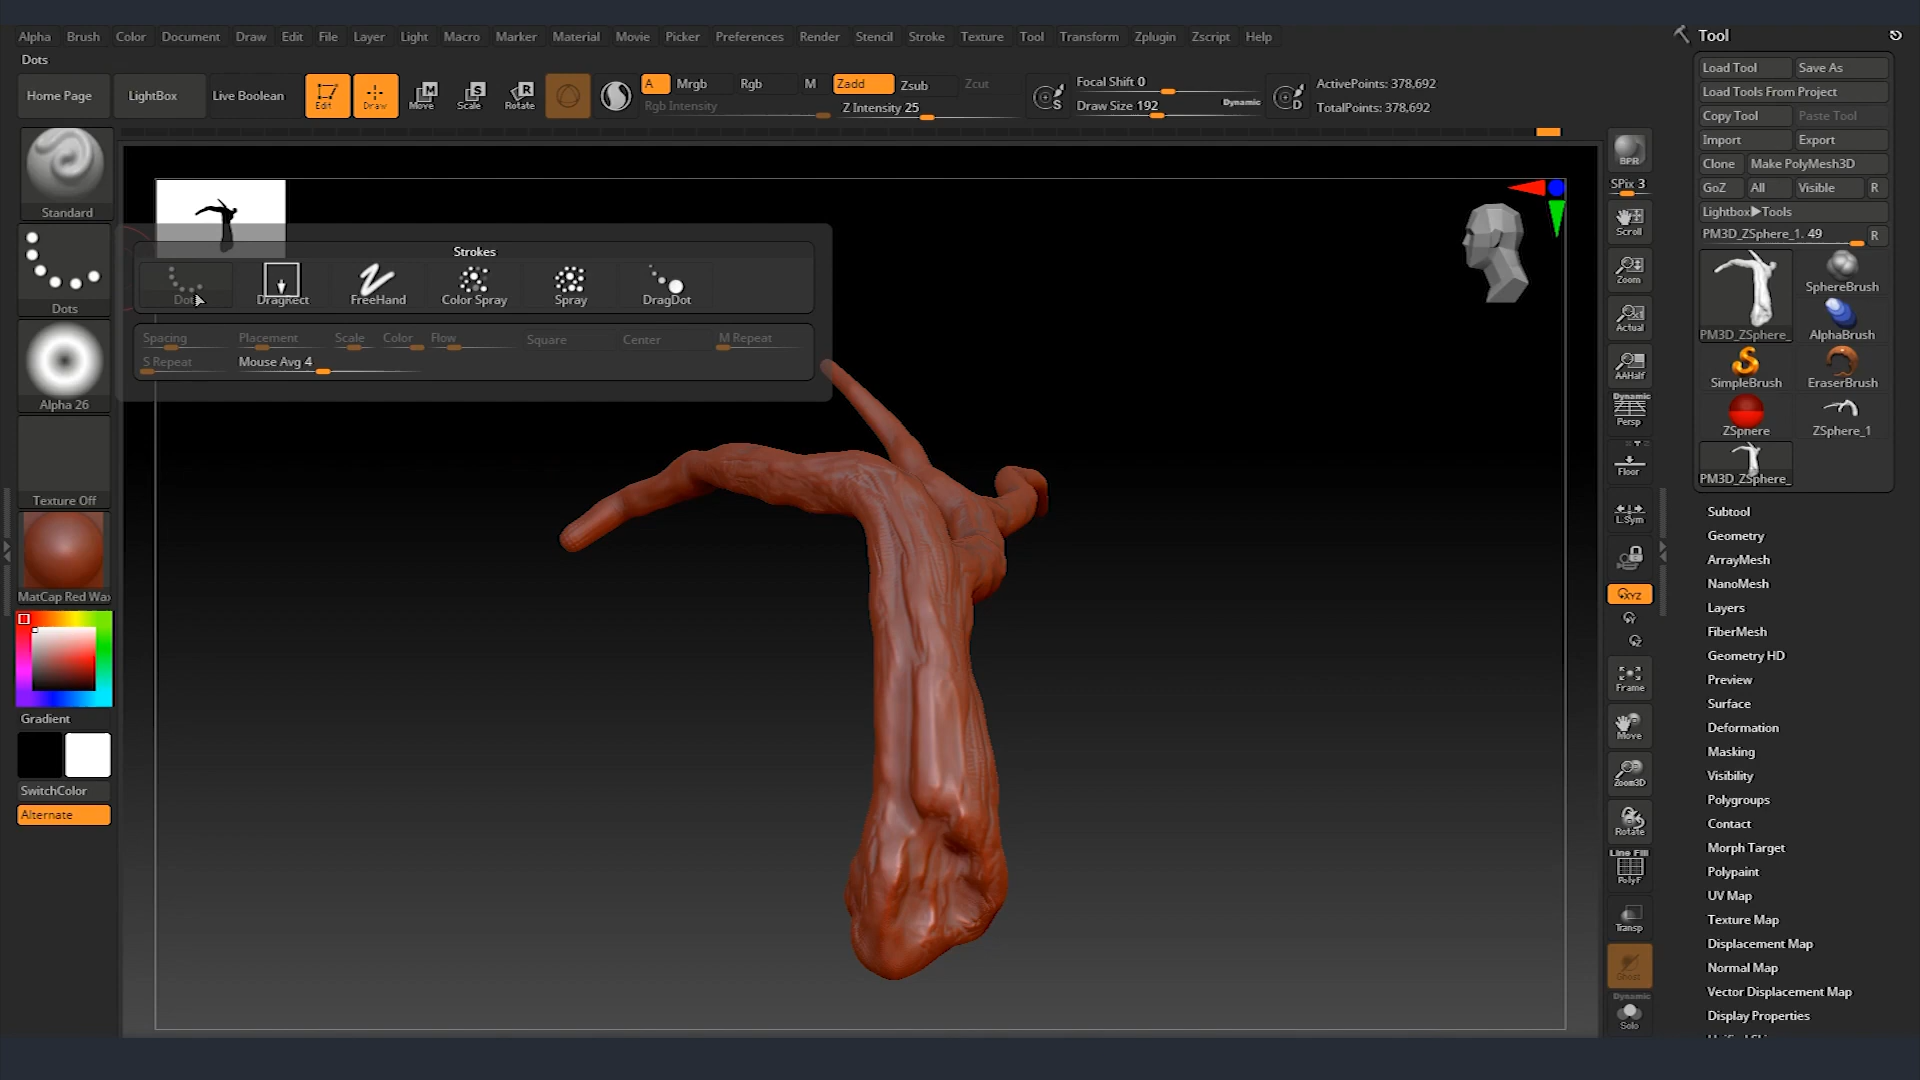 Alpha Brush Color Document Draw Edit File Layer Light Macro Marker Material Movie Picker Preferences Render Stencil Stroke Texture Tool Transform Zplugin Zscript Help
Dots
Home Page LightBox Live Boolean Edit Draw Move Scale Rotate
A Mrgb Rgb M Zadd Zsub Zcut
Rgb Intensity Z Intensity 25
Focal Shift 0
Draw Size 192 Dynamic
ActivePoints: 378,692
TotalPoints: 378,692
Standard
Dots
Alpha 26
Texture Off
MatCap Red Wax
Gradient
SwitchColor
Alternate
Strokes
Dots DragRect FreeHand Color Spray Spray DragDot
Spacing Placement Scale Color Flow Square Center M Repeat
S Repeat Mouse Avg 4
BPR
SPix 3
Scroll
Zoom
Actual
AAHalf
Dynamic
Persp
Floor
L.Sym
XYZ
Frame
Move
Zoom3D
Rotate
Line Fill
PolyF
Transp
Ghost
Dynamic
Solo
Tool
Load Tool Save As
Load Tools From Project
Copy Tool Paste Tool
Import Export
Clone Make PolyMesh3D
GoZ All Visible R
Lightbox▶Tools
PM3D_ZSphere_1. 49 R
PM3D_ZSphere_ SphereBrush
AlphaBrush
SimpleBrush EraserBrush
ZSphere ZSphere_1
PM3D_ZSphere_
Subtool
Geometry
ArrayMesh
NanoMesh
Layers
FiberMesh
Geometry HD
Preview
Surface
Deformation
Masking
Visibility
Polygroups
Contact
Morph Target
Polypaint
UV Map
Texture Map
Displacement Map
Normal Map
Vector Displacement Map
Display Properties